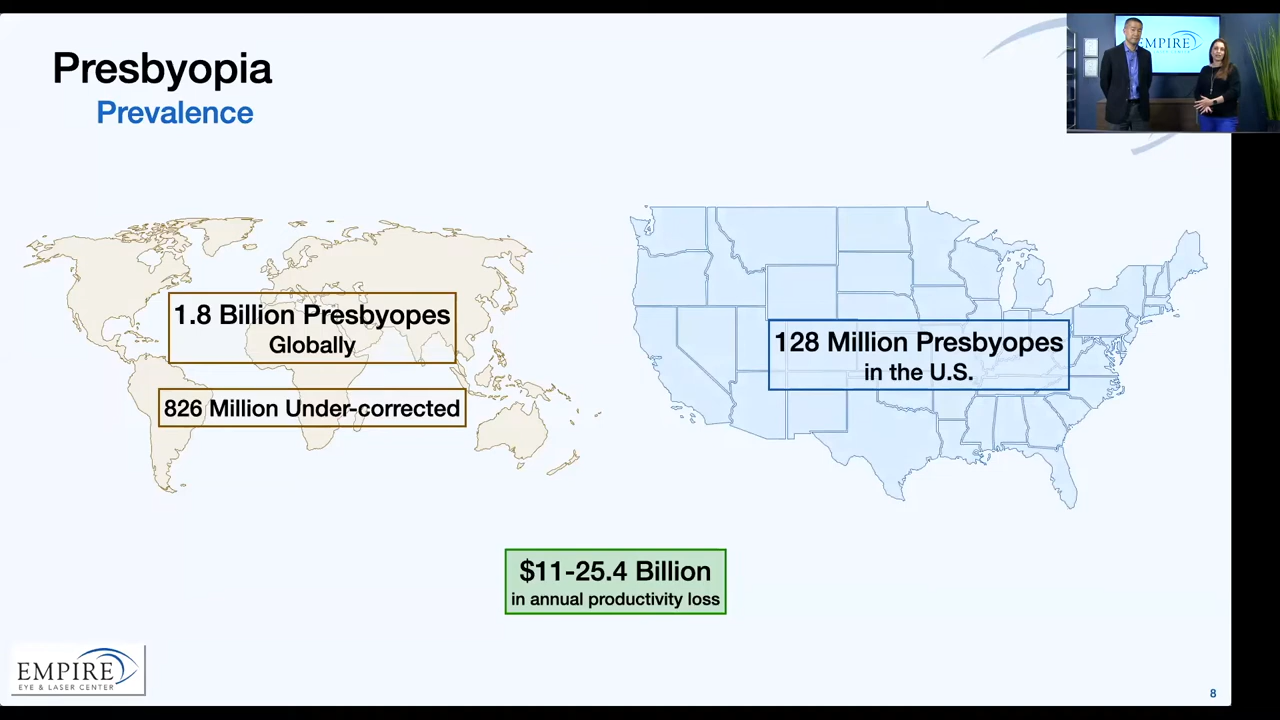 Presbyopia
Prevalence
EMPIRE
1.8 Billion Presbyopes
Globally
826 Million Under-corrected
128 Million Presbyopes
in the U.S.
$11-25.4 Billion
in annual productivity loss
EMPIRE
EYE & LASER CENTER
8